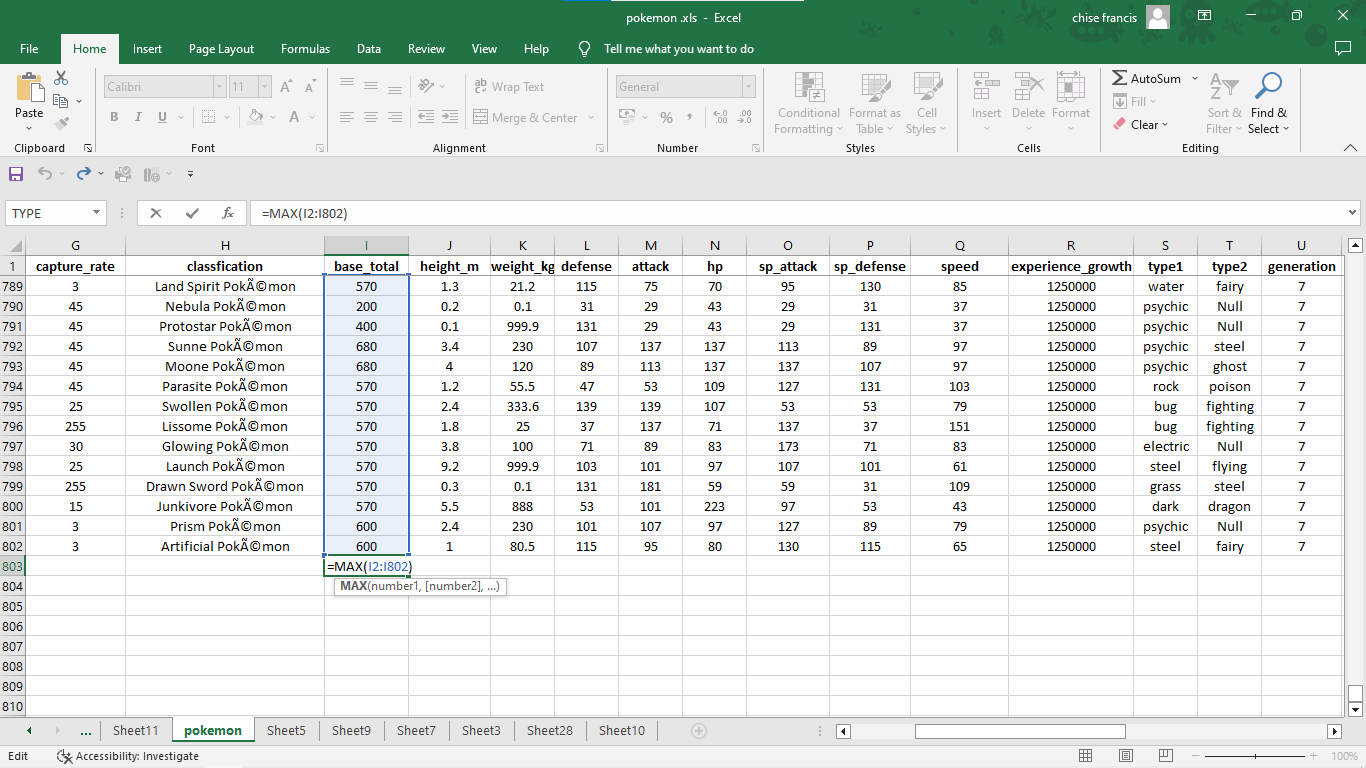 pokemon .xls - Excel
chise francis
File Home Insert Page Layout Formulas Data Review View Help Tell me what you want to do
Paste
Calibri 11
B I U A
Wrap Text
Merge & Center
General
% ,
Conditional Formatting
Format as Table
Cell Styles
Insert Delete Format
AutoSum
Fill
Clear
Sort & Filter
Find & Select
Clipboard Font Alignment Number Styles Cells Editing
TYPE fx =MAX(I2:I802)
G H I J K L M N O P Q R S T U
1 capture_rate classfication base_total height_m weight_kg defense attack hp sp_attack sp_defense speed experience_growth type1 type2 generation
789 3 Land Spirit PokÃ©mon 570 1.3 21.2 115 75 70 95 130 85 1250000 water fairy 7
790 45 Nebula PokÃ©mon 200 0.2 0.1 31 29 43 29 31 37 1250000 psychic Null 7
791 45 Protostar PokÃ©mon 400 0.1 999.9 131 29 43 29 131 37 1250000 psychic Null 7
792 45 Sunne PokÃ©mon 680 3.4 230 107 137 137 113 89 97 1250000 psychic steel 7
793 45 Moone PokÃ©mon 680 4 120 89 113 137 137 107 97 1250000 psychic ghost 7
794 45 Parasite PokÃ©mon 570 1.2 55.5 47 53 109 127 131 103 1250000 rock poison 7
795 25 Swollen PokÃ©mon 570 2.4 333.6 139 139 107 53 53 79 1250000 bug fighting 7
796 255 Lissome PokÃ©mon 570 1.8 25 37 137 71 137 37 151 1250000 bug fighting 7
797 30 Glowing PokÃ©mon 570 3.8 100 71 89 83 173 71 83 1250000 electric Null 7
798 25 Launch PokÃ©mon 570 9.2 999.9 103 101 97 107 101 61 1250000 steel flying 7
799 255 Drawn Sword PokÃ©mon 570 0.3 0.1 131 181 59 59 31 109 1250000 grass steel 7
800 15 Junkivore PokÃ©mon 570 5.5 888 53 101 223 97 53 43 1250000 dark dragon 7
801 3 Prism PokÃ©mon 600 2.4 230 101 107 97 127 89 79 1250000 psychic Null 7
802 3 Artificial PokÃ©mon 600 1 80.5 115 95 80 130 115 65 1250000 steel fairy 7
803 =MAX(I2:I802)
804 MAX(number1, [number2], ...)
805
806
807
808
809
810
... Sheet11 pokemon Sheet5 Sheet9 Sheet7 Sheet3 Sheet28 Sheet10
Edit Accessibility: Investigate 100%